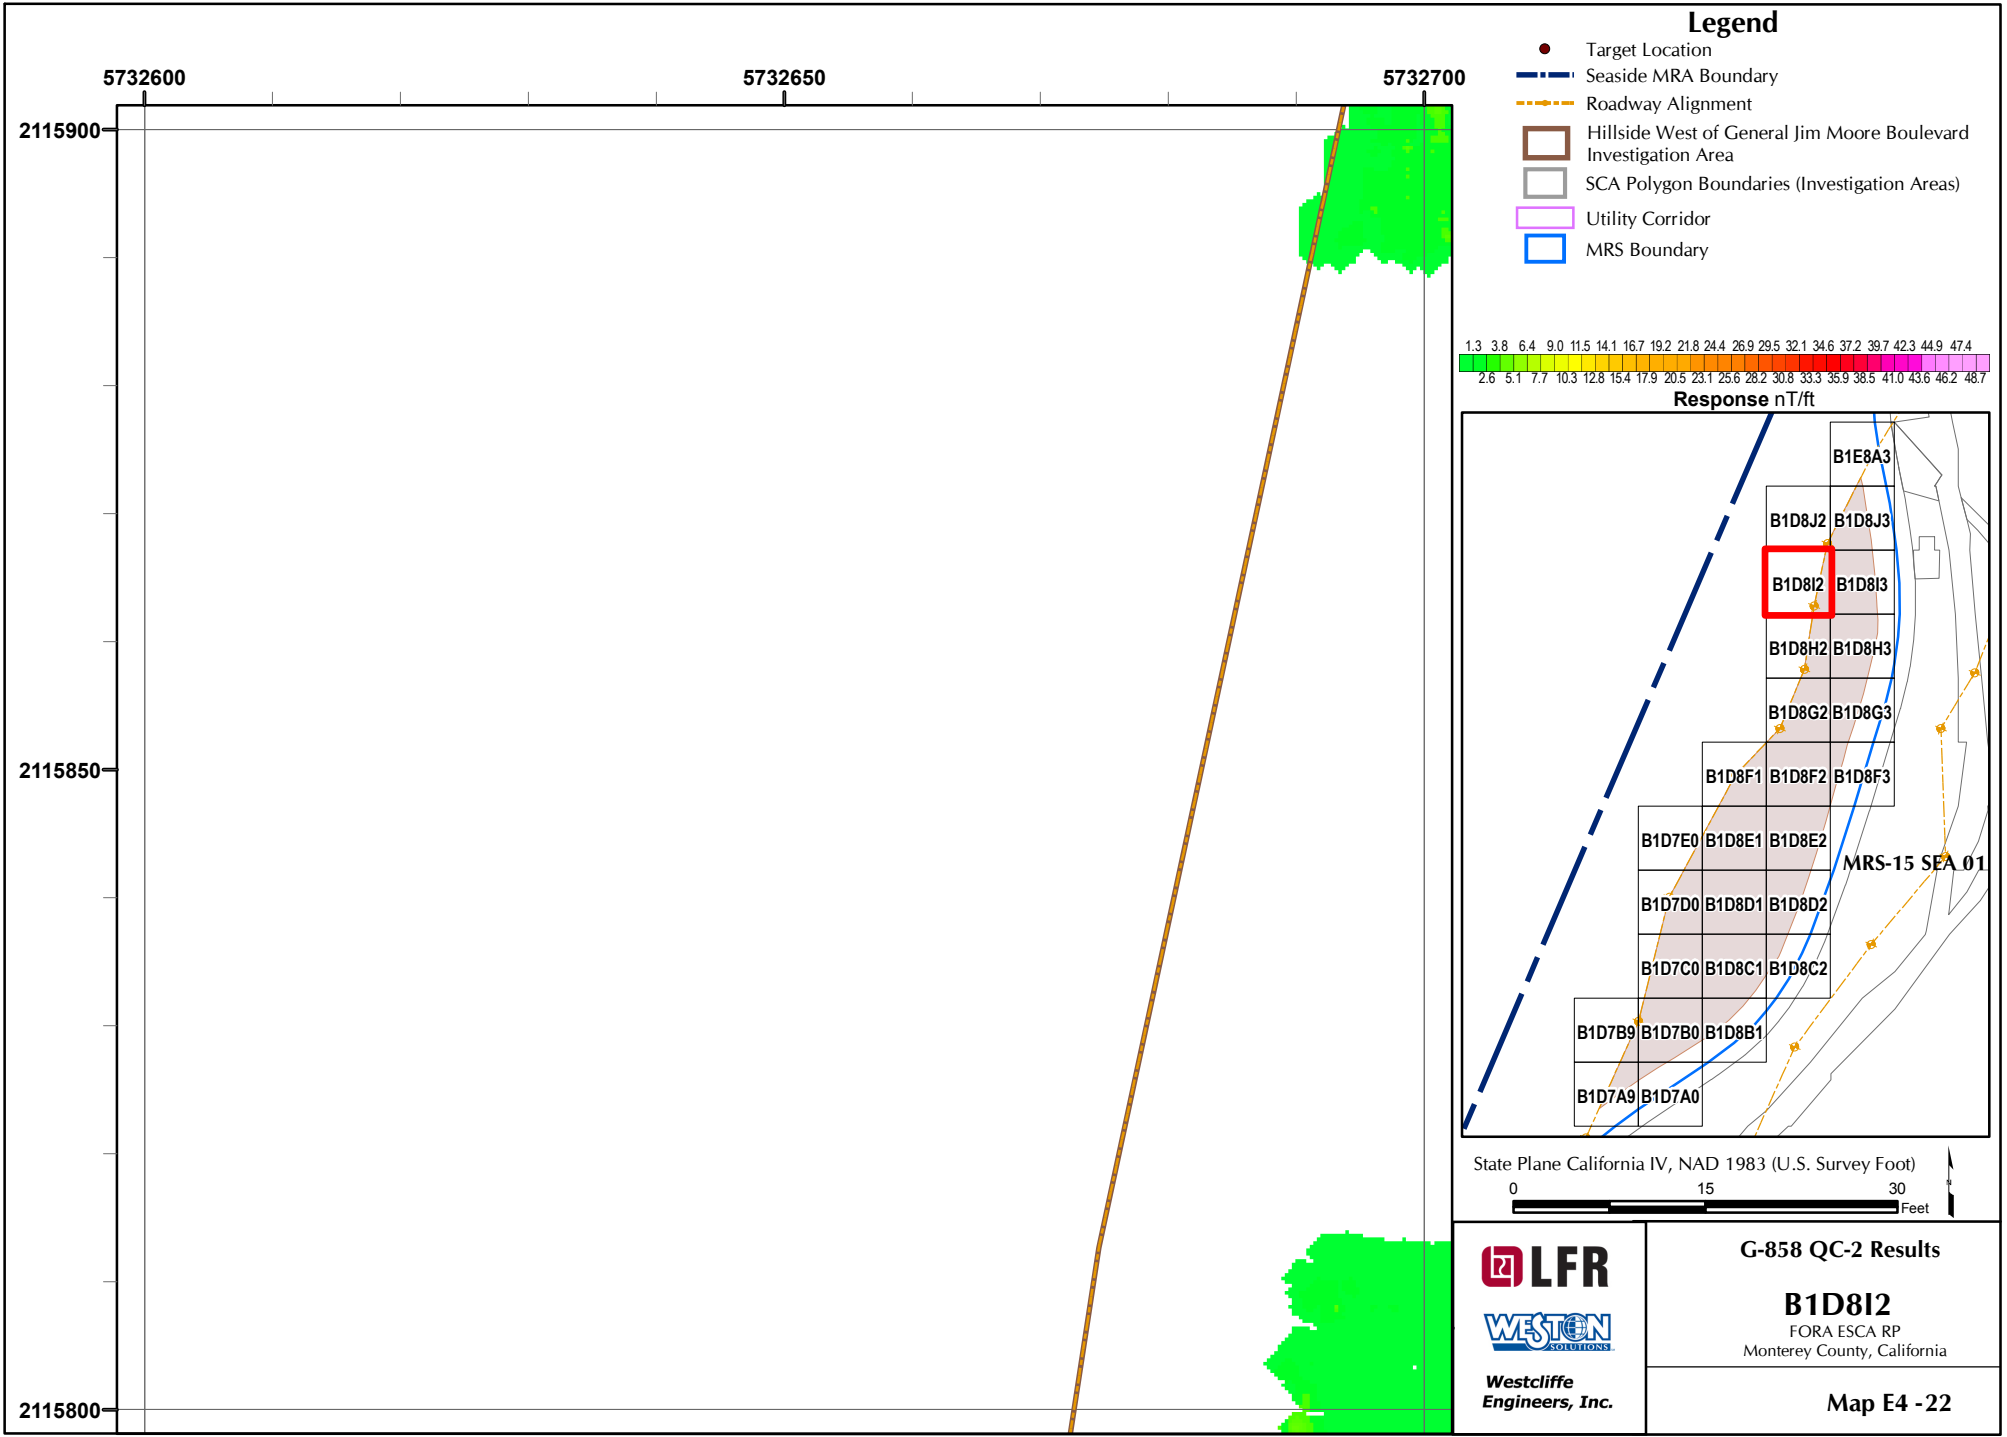 5732600
5732650
5732700
2115900
2115850
2115800
Legend
Target Location
Seaside MRA Boundary
Roadway Alignment
Hillside West of General Jim Moore Boulevard
Investigation Area
SCA Polygon Boundaries (Investigation Areas)
Utility Corridor
MRS Boundary
1.3 3.8 6.4 9.0 11.5 14.1 16.7 19.2 21.8 24.4 26.9 29.5 32.1 34.6 37.2 39.7 42.3 44.9 47.4
2.6 5.1 7.7 10.3 12.8 15.4 17.9 20.5 23.1 25.6 28.2 30.8 33.3 35.9 38.5 41.0 43.6 46.2 48.7
Response nT/ft
B1E8A3
B1D8J2 B1D8J3
B1D8I2 B1D8I3
B1D8H2 B1D8H3
B1D8G2 B1D8G3
B1D8F1 B1D8F2 B1D8F3
B1D7E0 B1D8E1 B1D8E2
MRS-15 SEA 01
B1D7D0 B1D8D1 B1D8D2
B1D7C0 B1D8C1 B1D8C2
B1D7B9 B1D7B0 B1D8B1
B1D7A9 B1D7A0
State Plane California IV, NAD 1983 (U.S. Survey Foot)
0 15 30
Feet
N
LFR
WESTON
SOLUTIONS
Westcliffe
Engineers, Inc.
G-858 QC-2 Results
B1D8I2
FORA ESCA RP
Monterey County, California
Map E4 -22